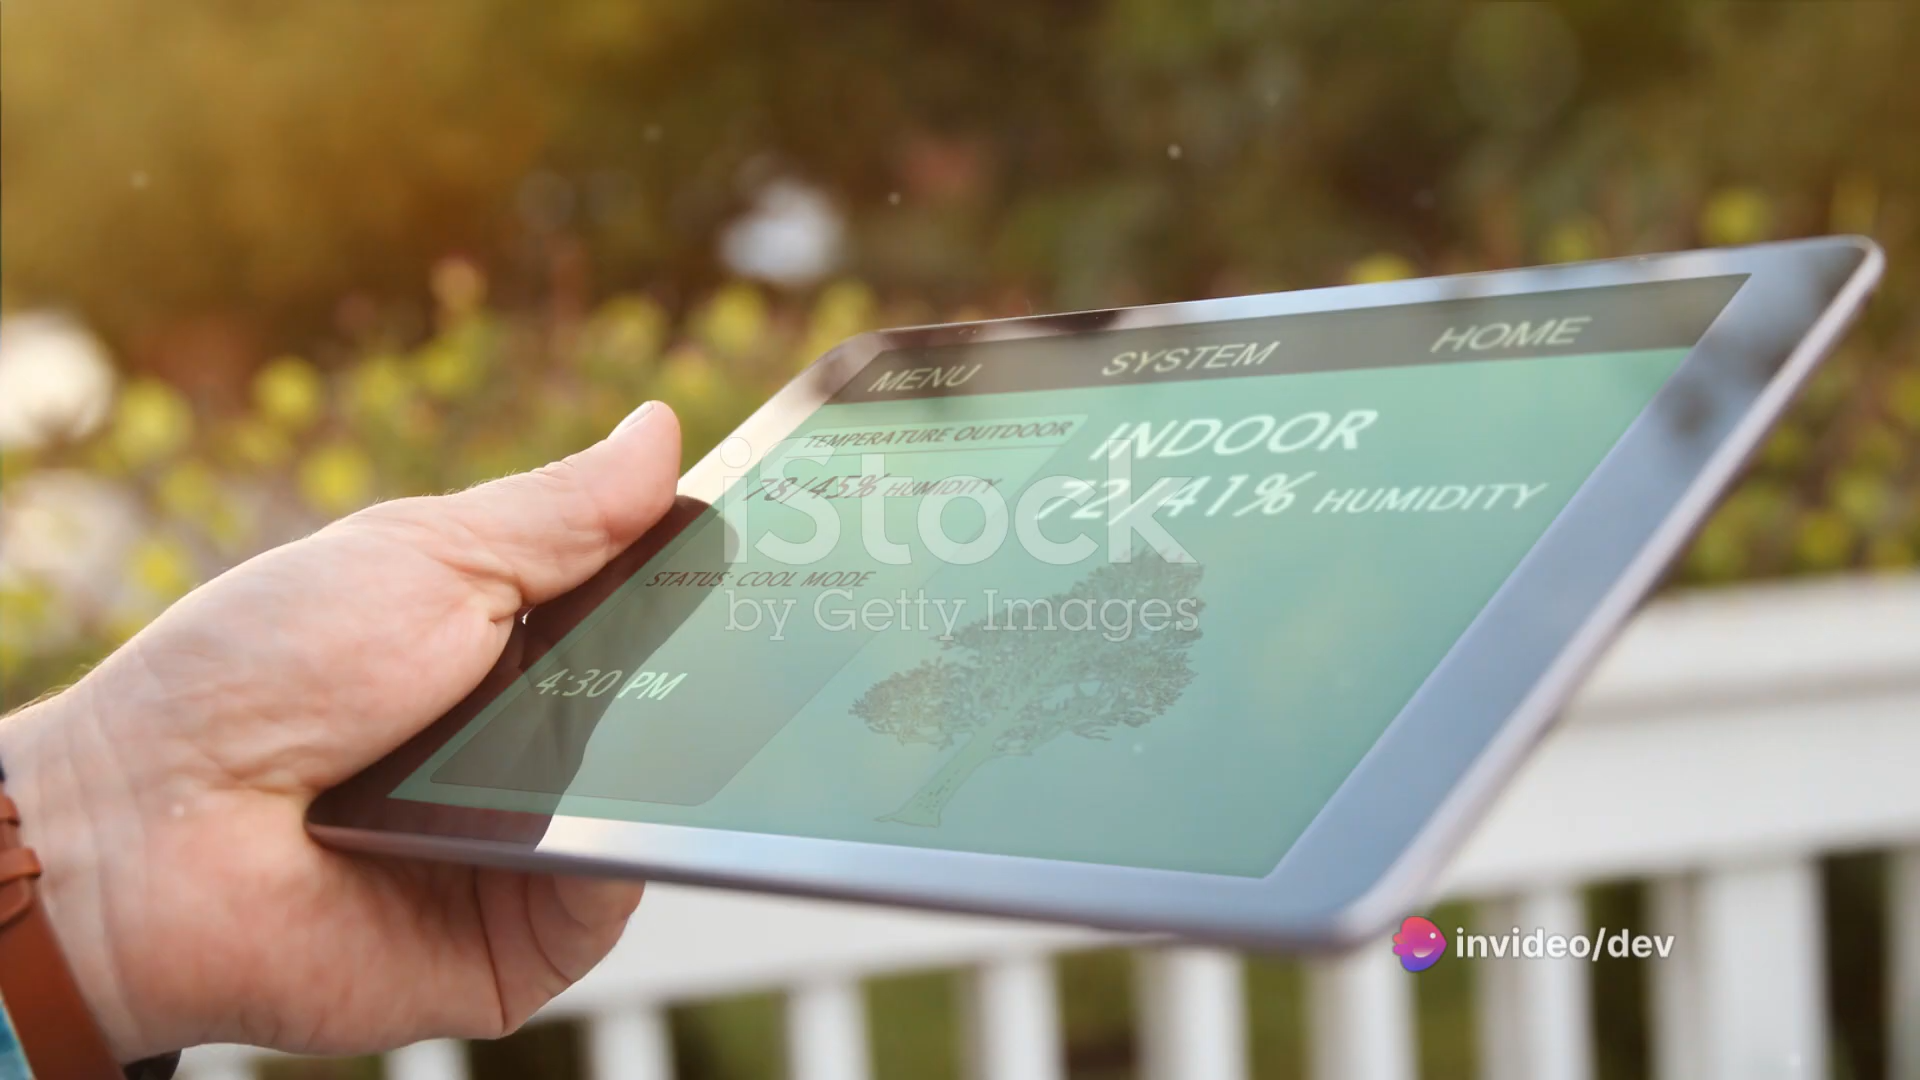 MENU SYSTEM HOME
TEMPERATURE OUTDOOR
78/45% HUMIDITY
STATUS: COOL MODE
4:30 PM
INDOOR
72/41% HUMIDITY
iStock
by Getty Images
invideo/dev